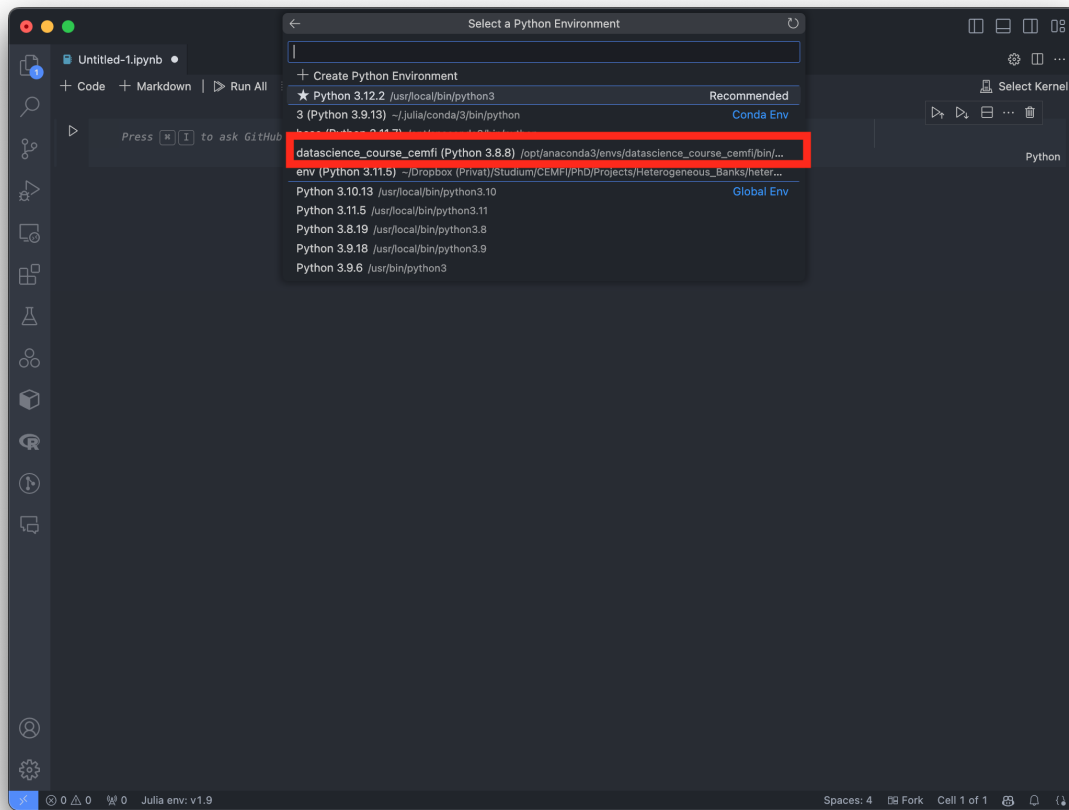 Select a Python Environment
1
Untitled-1.ipynb
+ Code + Markdown | Run All
Select Kernel
+ Create Python Environment
★ Python 3.12.2 /usr/local/bin/python3 Recommended
3 (Python 3.9.13) ~/.julia/conda/3/bin/python Conda Env
base (Python 3.11.7)
Press ⌘ I to ask GitHub
datascience_course_cemfi (Python 3.8.8) /opt/anaconda3/envs/datascience_course_cemfi/bin/...
Python
env (Python 3.11.5) ~/Dropbox (Privat)/Studium/CEMFI/PhD/Projects/Heterogeneous_Banks/heter...
Python 3.10.13 /usr/local/bin/python3.10 Global Env
Python 3.11.5 /usr/local/bin/python3.11
Python 3.8.19 /usr/local/bin/python3.8
Python 3.9.18 /usr/local/bin/python3.9
Python 3.9.6 /usr/bin/python3
R
0 0 0 Julia env: v1.9 Spaces: 4 Fork Cell 1 of 1